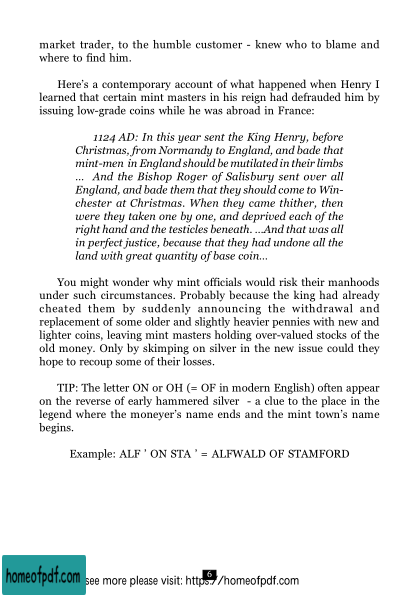 market trader, to the humble customer - knew who to blame and
where to find him.
Here's a contemporary account of what happened when Henry I
learned that certain mint masters in his reign had defrauded him by
issuing low-grade coins while he was abroad in France:
1124 AD: In this year sent the King Henry, before
Christmas, from Normandy to England, and bade that
mint-men in England should be mutilated in their limbs
... And the Bishop Roger of Salisbury sent over all
England, and bade them that they should come to Win-
chester at Christmas. When they came thither, then
were they taken one by one, and deprived each of the
right hand and the testicles beneath. ...And that was all
in perfect justice, because that they had undone all the
land with great quantity of base coin...
You might wonder why mint officials would risk their manhoods
under such circumstances. Probably because the king had already
cheated them by suddenly announcing the withdrawal and
replacement of some older and slightly heavier pennies with new and
lighter coins, leaving mint masters holding over-valued stocks of the
old money. Only by skimping on silver in the new issue could they
hope to recoup some of their losses.
TIP: The letter ON or OH (= OF in modern English) often appear
on the reverse of early hammered silver - a clue to the place in the
legend where the moneyer's name ends and the mint town's name
begins.
Example: ALF ' ON STA ' = ALFWALD OF STAMFORD
6
homeofpdf.com
see more please visit: https://homeofpdf.com